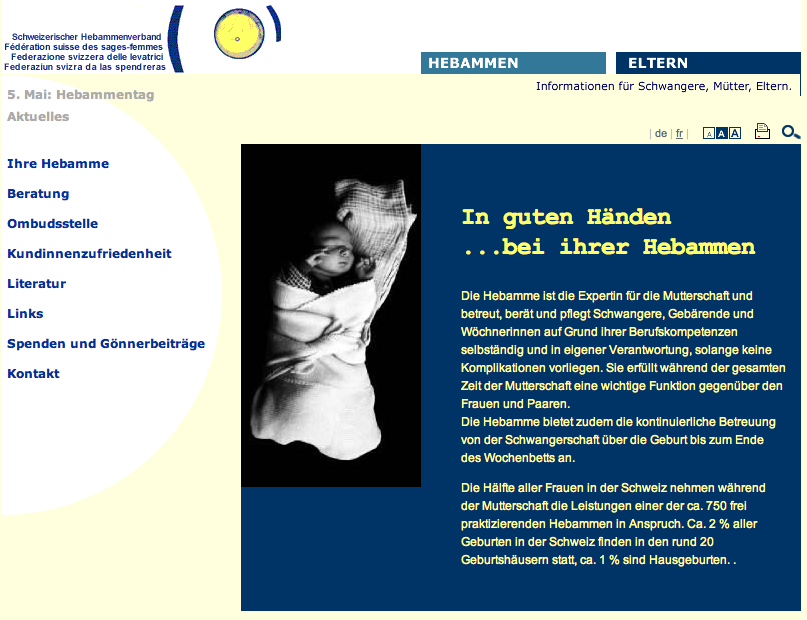 Schweizerischer Hebammenverband
Fédération suisse des sages-femmes
Federazione svizzera delle levatrici
Federaziun svizra da las spendreras
HEBAMMEN
ELTERN
Informationen für Schwangere, Mütter, Eltern.
5. Mai: Hebammentag
Aktuelles
| de | fr |
A A A
Ihre Hebamme
Beratung
Ombudsstelle
Kundinnenzufriedenheit
Literatur
Links
Spenden und Gönnerbeiträge
Kontakt
In guten Händen
...bei ihrer Hebammen
Die Hebamme ist die Expertin für die Mutterschaft und
betreut, berät und pflegt Schwangere, Gebärende und
Wöchnerinnen auf Grund ihrer Berufskompetenzen
selbständig und in eigener Verantwortung, solange keine
Komplikationen vorliegen. Sie erfüllt während der gesamten
Zeit der Mutterschaft eine wichtige Funktion gegenüber den
Frauen und Paaren.
Die Hebamme bietet zudem die kontinuierliche Betreuung
von der Schwangerschaft über die Geburt bis zum Ende
des Wochenbetts an.
Die Hälfte aller Frauen in der Schweiz nehmen während
der Mutterschaft die Leistungen einer der ca. 750 frei
praktizierenden Hebammen in Anspruch. Ca. 2 % aller
Geburten in der Schweiz finden in den rund 20
Geburtshäusern statt, ca. 1 % sind Hausgeburten. .